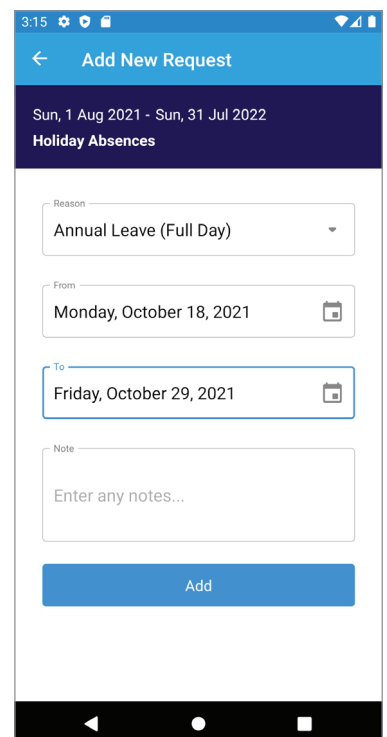 3:15
Add New Request
Sun, 1 Aug 2021 - Sun, 31 Jul 2022
Holiday Absences
Reason
Annual Leave (Full Day)
From
Monday, October 18, 2021
To
Friday, October 29, 2021
Note
Enter any notes...
Add